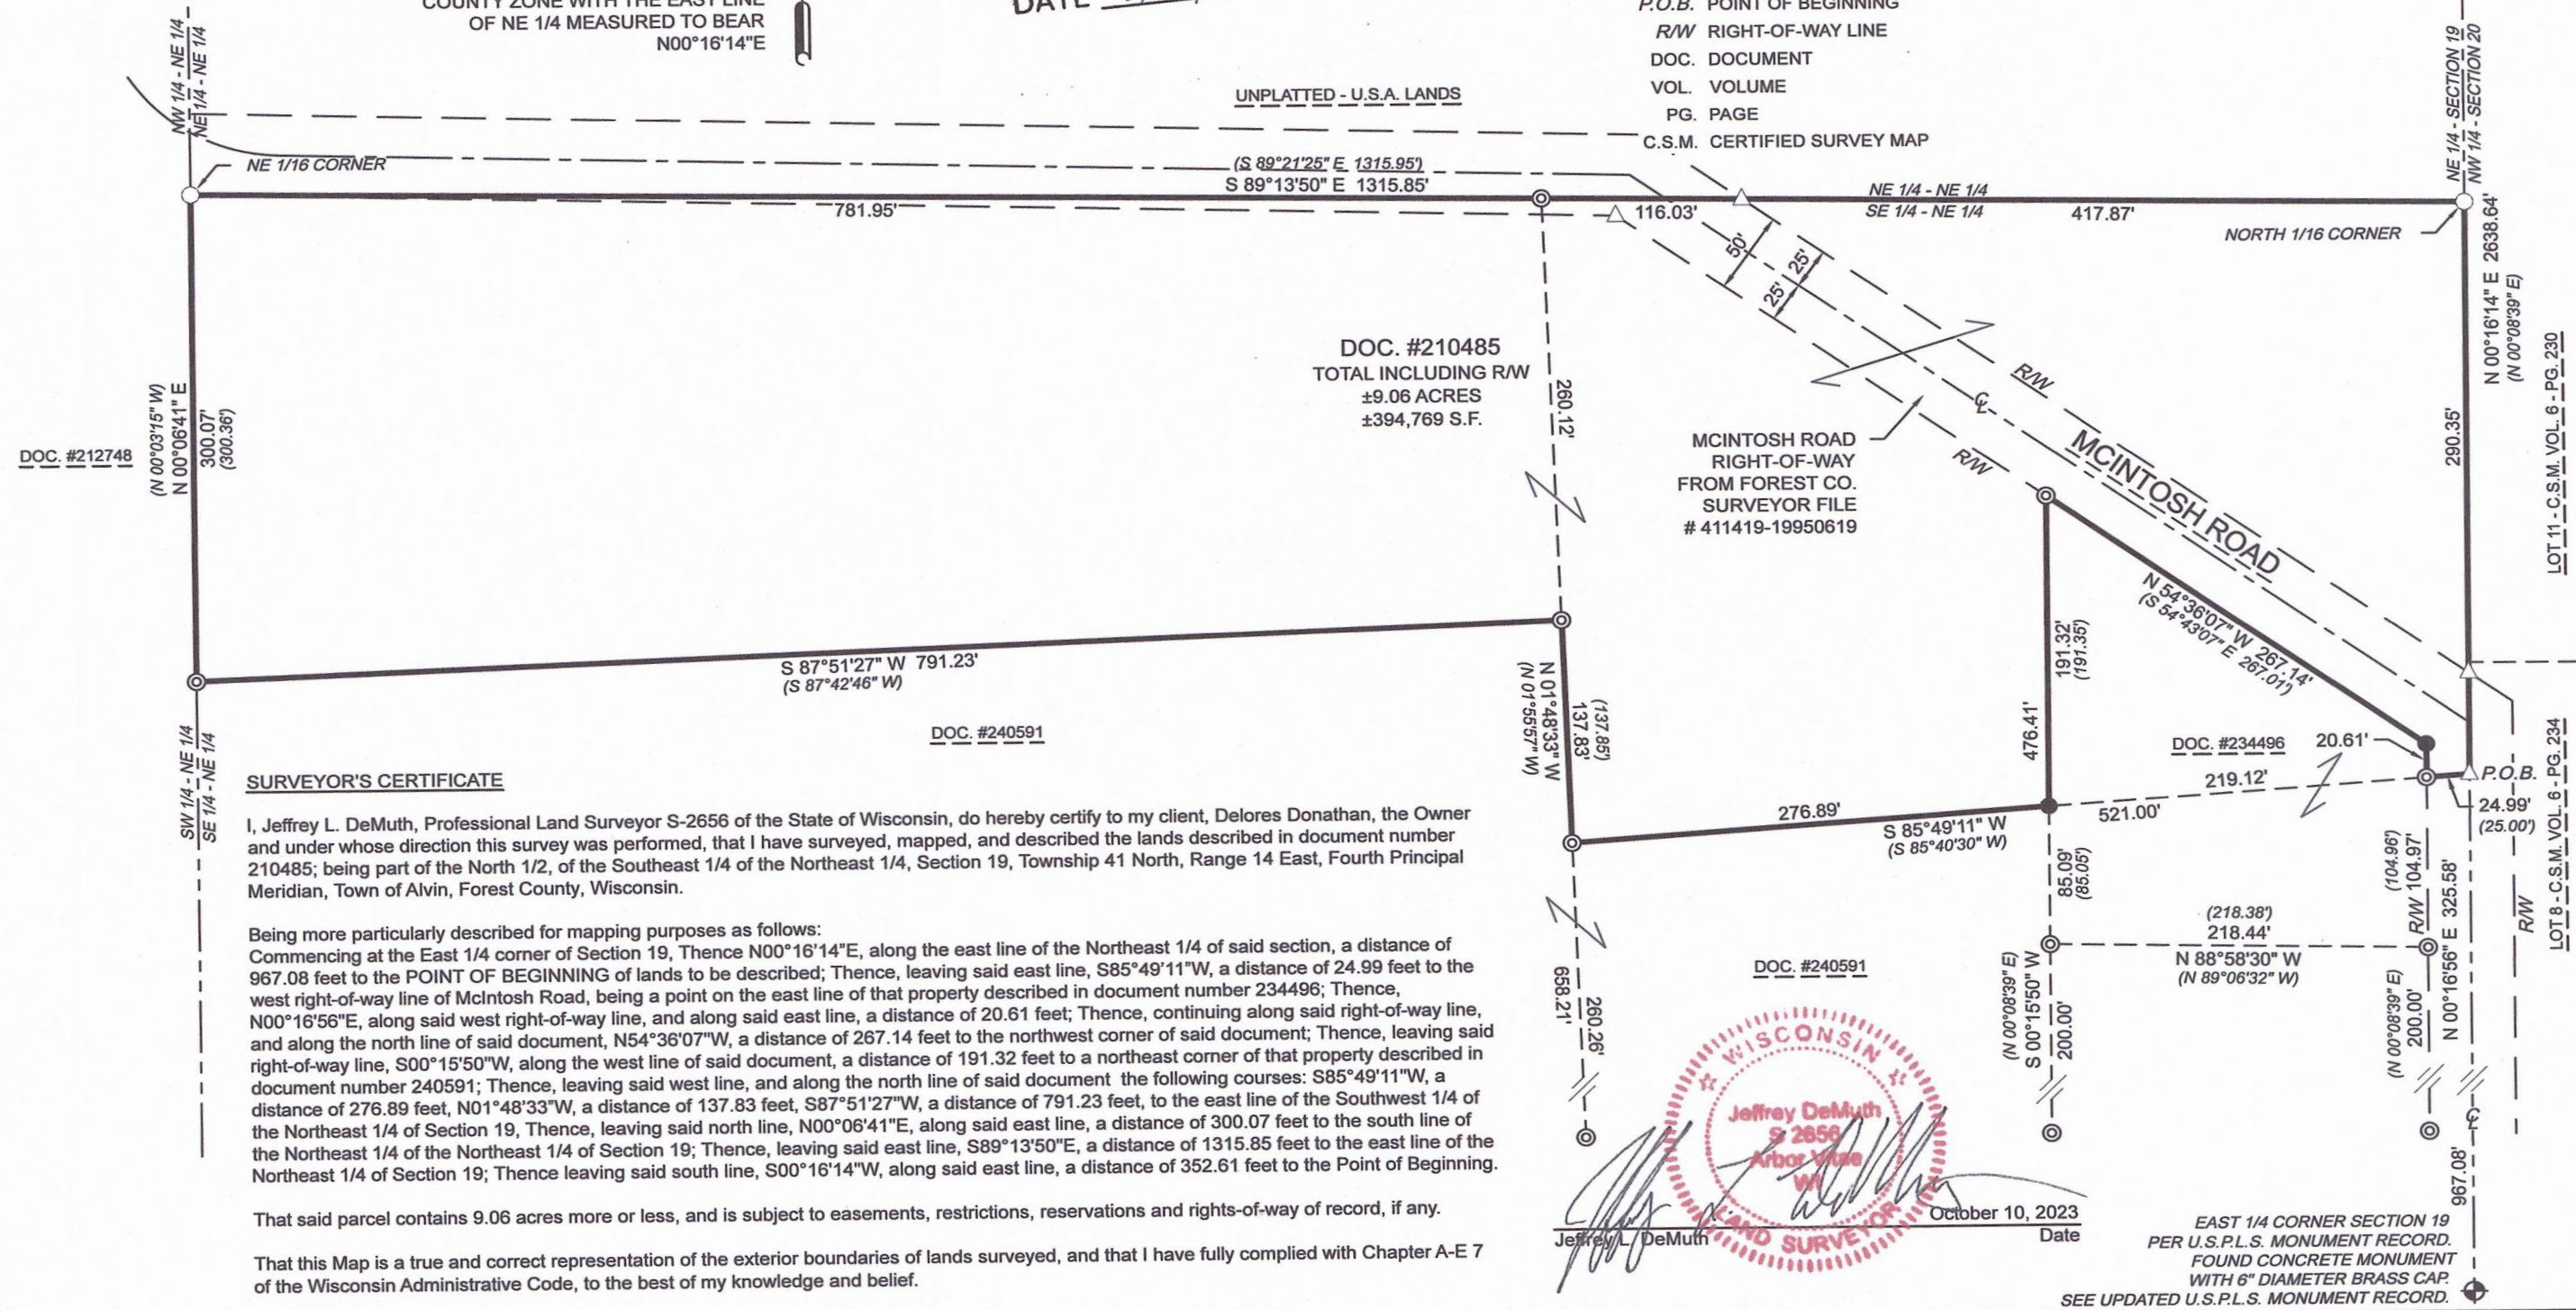 COUNTY ZONE WITH THE EAST LINE
OF NE 1/4 MEASURED TO BEAR
N00°16'14"E
DATE
P.O.B. POINT OF BEGINNING
R/W RIGHT-OF-WAY LINE
DOC. DOCUMENT
VOL. VOLUME
PG. PAGE
C.S.M. CERTIFIED SURVEY MAP
NW 1/4 - NE 1/4
NE 1/4 - NE 1/4
UNPLATTED - U.S.A. LANDS
NE 1/4 - SECTION 19
NW 1/4 - SECTION 20
NE 1/16 CORNER
(S 89°21'25" E 1315.95')
S 89°13'50" E 1315.85'
781.95'
116.03'
NE 1/4 - NE 1/4
SE 1/4 - NE 1/4
417.87'
NORTH 1/16 CORNER
50'
25'
25'
N 00°16'14" E 2638.64'
(N 00°08'39" E)
290.35'
LOT 11 - C.S.M. VOL. 6 - PG. 230
DOC. #210485
TOTAL INCLUDING R/W
±9.06 ACRES
±394,769 S.F.
260.12'
R/W
C̵L
MCINTOSH ROAD
RIGHT-OF-WAY
FROM FOREST CO.
SURVEYOR FILE
# 411419-19950619
R/W
MCINTOSH ROAD
DOC. #212748
(N 00°03'15" W)
N 00°06'41" E
300.07'
(300.36')
N 54°36'07" W 267.14'
(S 54°43'07" E 267.01')
191.32'
(191.35')
476.41'
S 87°51'27" W 791.23'
(S 87°42'46" W)
DOC. #240591
N 01°48'33" W
(N 01°55'57" W)
137.83'
(137.85')
DOC. #234496
20.61'
219.12'
P.O.B.
24.99'
(25.00')
521.00'
276.89'
S 85°49'11" W
(S 85°40'30" W)
85.09'
(85.05')
(218.38')
218.44'
N 88°58'30" W
(N 89°06'32" W)
(104.96')
R/W 104.97'
N 00°16'56" E 325.58'
(N 00°08'39" E)
200.00'
R/W
LOT 8 - C.S.M. VOL. 6 - PG. 234
SW 1/4 - NE 1/4
SE 1/4 - NE 1/4
658.21'
260.26'
DOC. #240591
(N 00°08'39" E)
S 00°15'50" W
200.00'
CL
967.08'
SURVEYOR'S CERTIFICATE
I, Jeffrey L. DeMuth, Professional Land Surveyor S-2656 of the State of Wisconsin, do hereby certify to my client, Delores Donathan, the Owner
and under whose direction this survey was performed, that I have surveyed, mapped, and described the lands described in document number
210485; being part of the North 1/2, of the Southeast 1/4 of the Northeast 1/4, Section 19, Township 41 North, Range 14 East, Fourth Principal
Meridian, Town of Alvin, Forest County, Wisconsin.
Being more particularly described for mapping purposes as follows:
Commencing at the East 1/4 corner of Section 19, Thence N00°16'14"E, along the east line of the Northeast 1/4 of said section, a distance of
967.08 feet to the POINT OF BEGINNING of lands to be described; Thence, leaving said east line, S85°49'11"W, a distance of 24.99 feet to the
west right-of-way line of McIntosh Road, being a point on the east line of that property described in document number 234496; Thence,
N00°16'56"E, along said west right-of-way line, and along said east line, a distance of 20.61 feet; Thence, continuing along said right-of-way line,
and along the north line of said document, N54°36'07"W, a distance of 267.14 feet to the northwest corner of said document; Thence, leaving said
right-of-way line, S00°15'50"W, along the west line of said document, a distance of 191.32 feet to a northeast corner of that property described in
document number 240591; Thence, leaving said west line, and along the north line of said document the following courses: S85°49'11"W, a
distance of 276.89 feet, N01°48'33"W, a distance of 137.83 feet, S87°51'27"W, a distance of 791.23 feet, to the east line of the Southwest 1/4 of
the Northeast 1/4 of Section 19, Thence, leaving said north line, N00°06'41"E, along said east line, a distance of 300.07 feet to the south line of
the Northeast 1/4 of the Northeast 1/4 of Section 19; Thence, leaving said east line, S89°13'50"E, a distance of 1315.85 feet to the east line of the
Northeast 1/4 of Section 19; Thence leaving said south line, S00°16'14"W, along said east line, a distance of 352.61 feet to the Point of Beginning.
That said parcel contains 9.06 acres more or less, and is subject to easements, restrictions, reservations and rights-of-way of record, if any.
That this Map is a true and correct representation of the exterior boundaries of lands surveyed, and that I have fully complied with Chapter A-E 7
of the Wisconsin Administrative Code, to the best of my knowledge and belief.
WISCONSIN
Jeffrey DeMuth
S 2656
Arbor Vitae
WI
LAND SURVEYOR
October 10, 2023
Jeffrey L. DeMuth
Date
EAST 1/4 CORNER SECTION 19
PER U.S.P.L.S. MONUMENT RECORD.
FOUND CONCRETE MONUMENT
WITH 6" DIAMETER BRASS CAP.
SEE UPDATED U.S.P.L.S. MONUMENT RECORD.